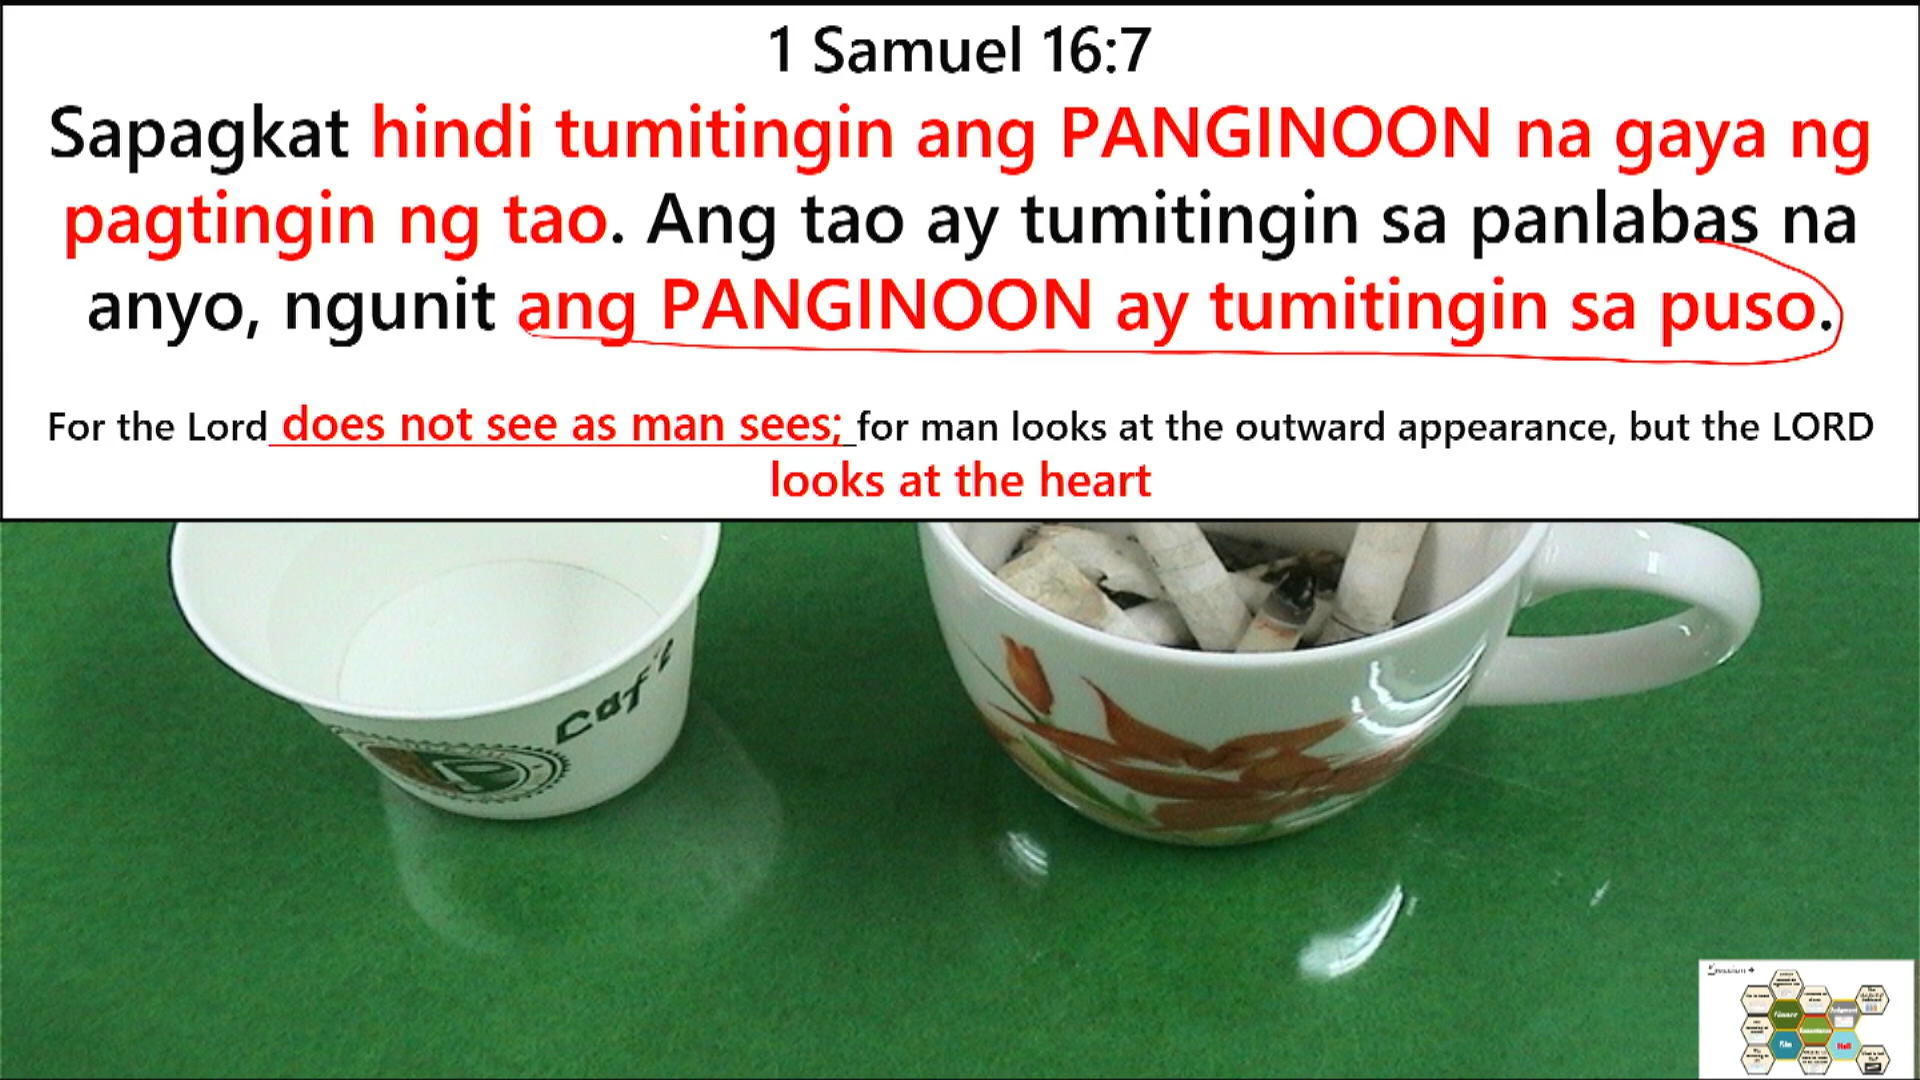 1 Samuel 16:7
Sapagkat hindi tumitingin ang PANGINOON na gaya ng
pagtingin ng tao. Ang tao ay tumitingin sa panlabas na
anyo, ngunit ang PANGINOON ay tumitingin sa puso.
For the Lord does not see as man sees; for man looks at the outward appearance, but the LORD
looks at the heart
Caf'e
Hell